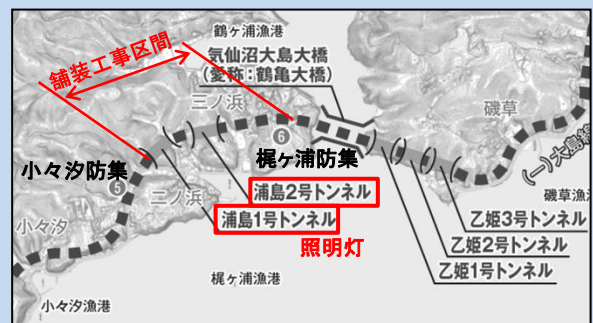 鶴ヶ浦漁港
気仙沼大島大橋
(愛称:鶴亀大橋)
舗装工事区間
三ノ浜
磯草
6
小々汐防集
梶ヶ浦防集
(一)大島線
5
浦島2号トンネル
二ノ浜
磯草漁
小々汐
浦島1号トンネル
乙姫3号トンネル
照明灯
乙姫2号トンネル
乙姫1号トンネル
梶ヶ浦漁港
小々汐漁港